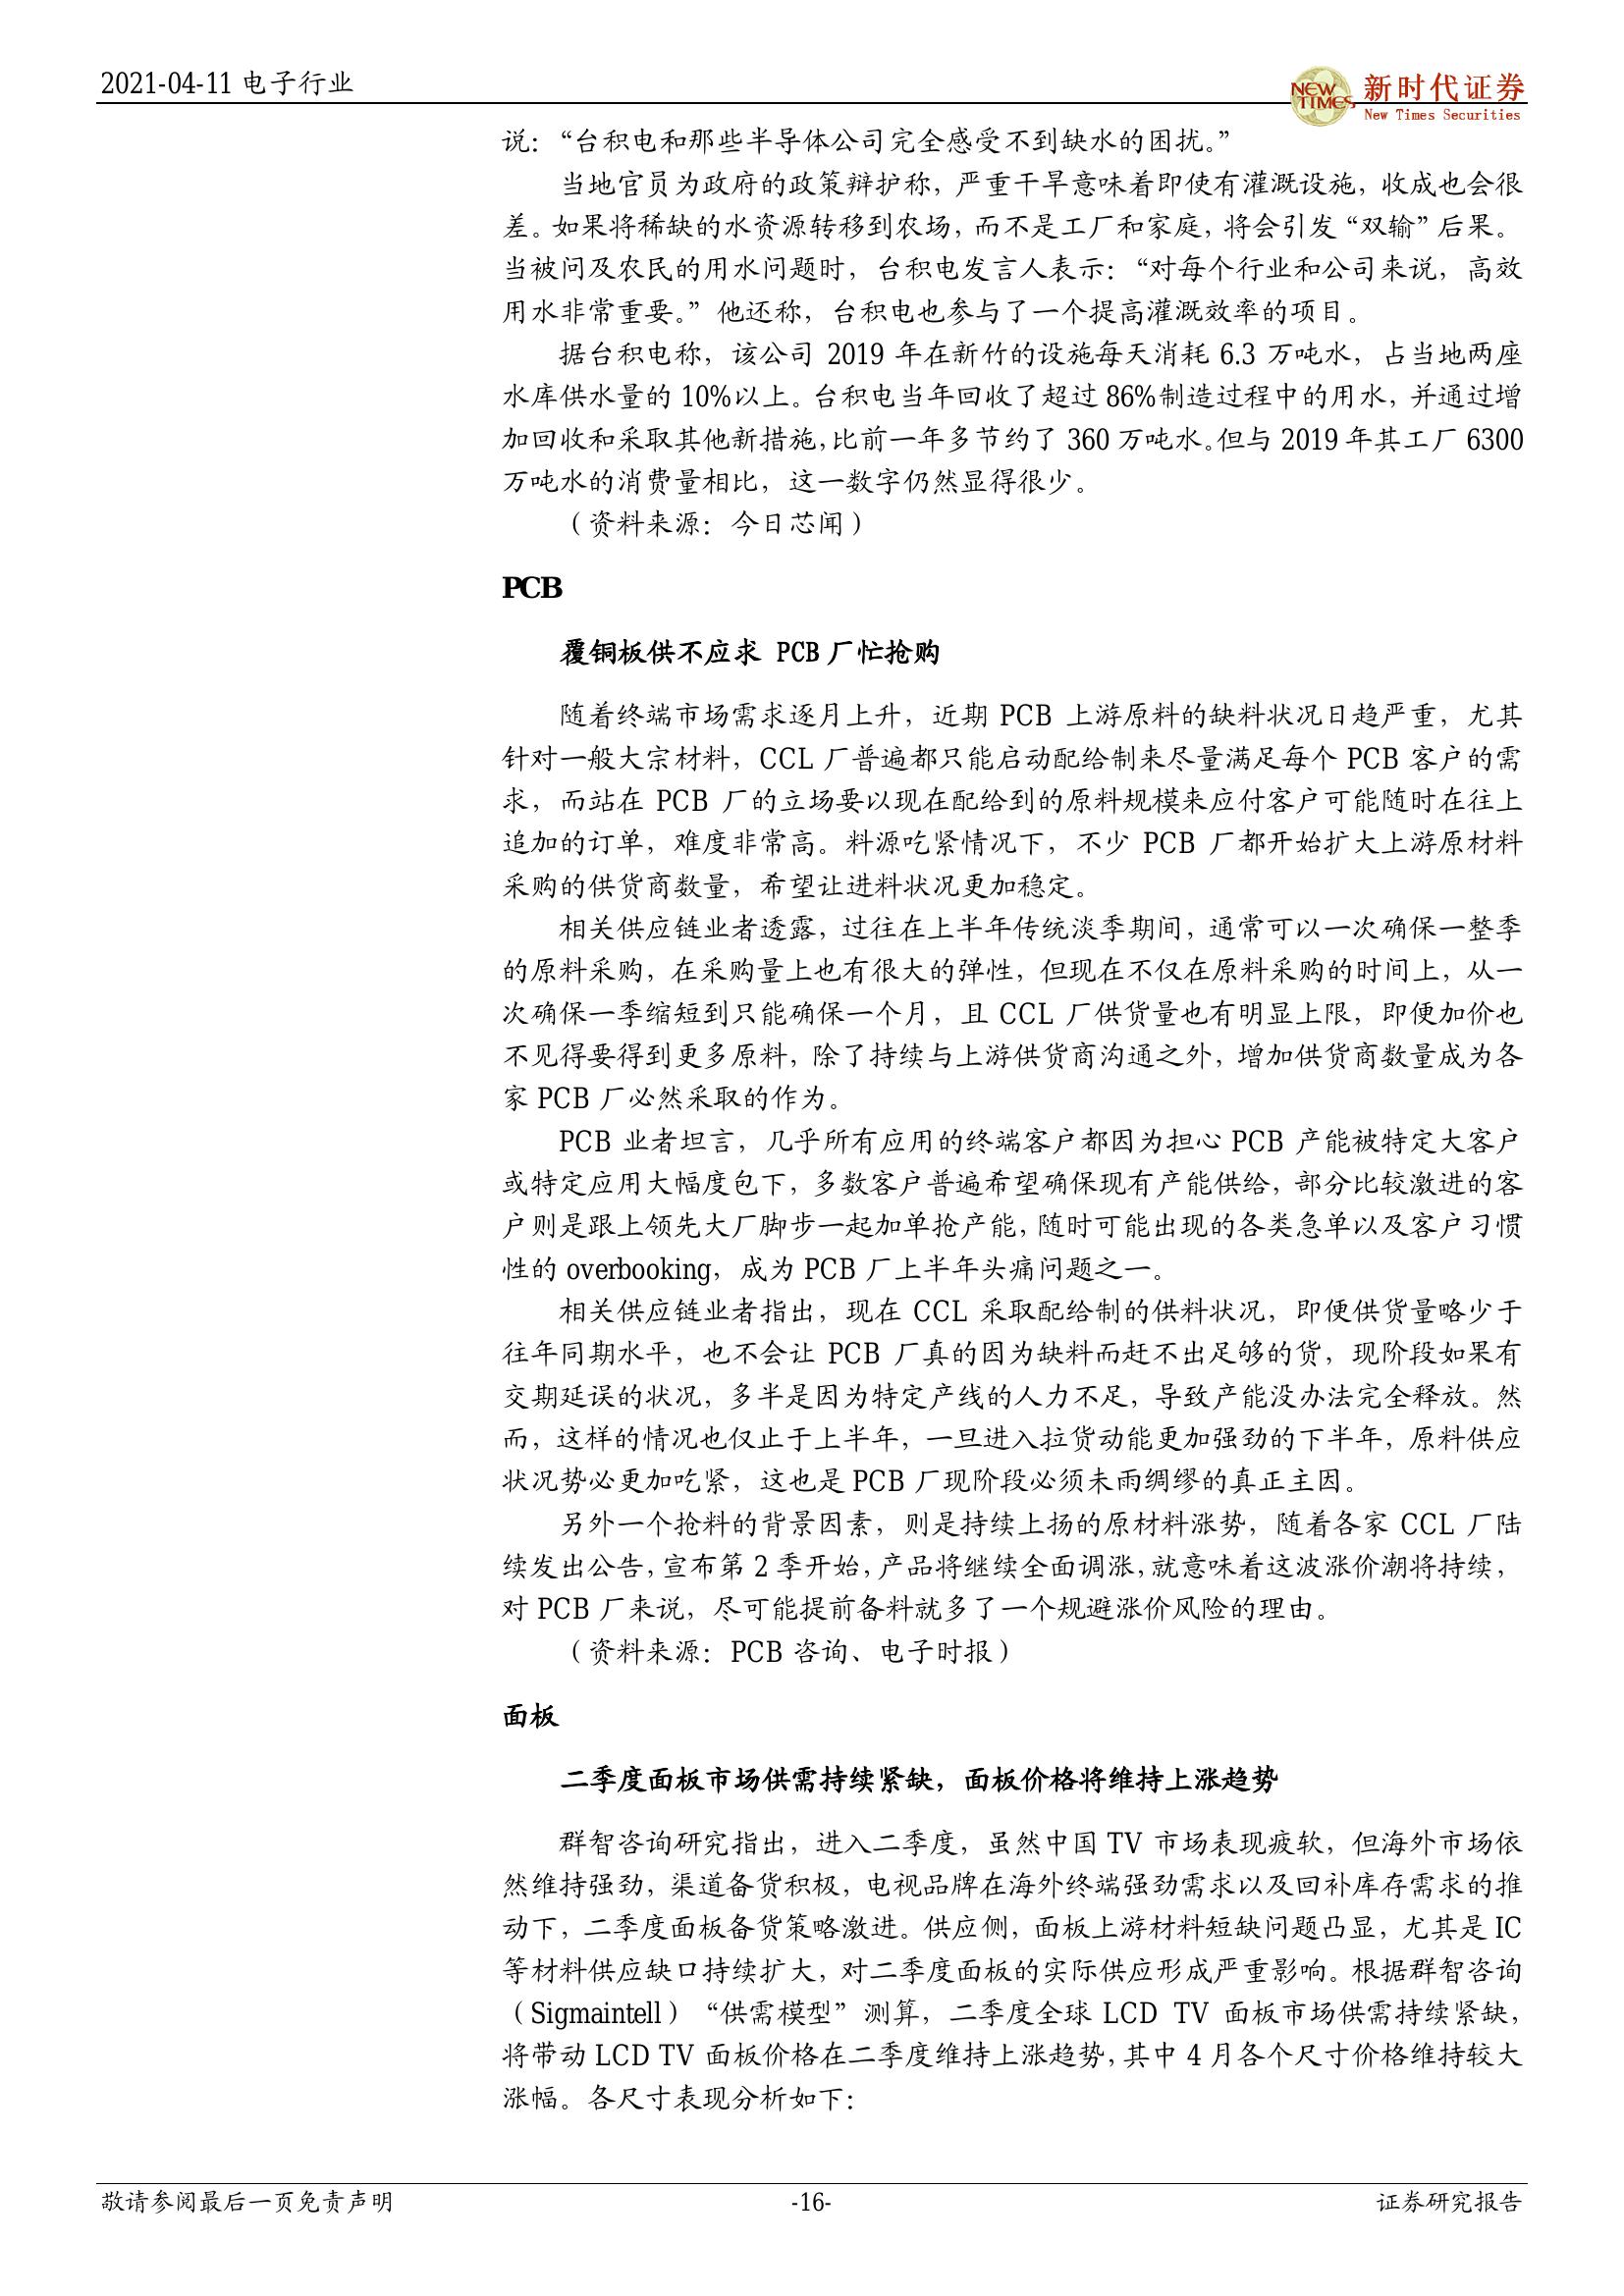 2021-04-11 电子行业
NEW TIMES
新时代证券
New Times Securities
说：“台积电和那些半导体公司完全感受不到缺水的困扰。”
当地官员为政府的政策辩护称，严重干旱意味着即使有灌溉设施，收成也会很
差。如果将稀缺的水资源转移到农场，而不是工厂和家庭，将会引发“双输”后果。
当被问及农民的用水问题时，台积电发言人表示：“对每个行业和公司来说，高效
用水非常重要。”他还称，台积电也参与了一个提高灌溉效率的项目。
据台积电称，该公司 2019 年在新竹的设施每天消耗 6.3 万吨水，占当地两座
水库供水量的 10%以上。台积电当年回收了超过 86%制造过程中的用水，并通过增
加回收和采取其他新措施，比前一年多节约了 360 万吨水。但与 2019 年其工厂 6300
万吨水的消费量相比，这一数字仍然显得很少。
（资料来源：今日芯闻）
PCB
覆铜板供不应求 PCB 厂忙抢购
随着终端市场需求逐月上升，近期 PCB 上游原料的缺料状况日趋严重，尤其
针对一般大宗材料，CCL 厂普遍都只能启动配给制来尽量满足每个 PCB 客户的需
求，而站在 PCB 厂的立场要以现在配给到的原料规模来应付客户可能随时在往上
追加的订单，难度非常高。料源吃紧情况下，不少 PCB 厂都开始扩大上游原材料
采购的供货商数量，希望让进料状况更加稳定。
相关供应链业者透露，过往在上半年传统淡季期间，通常可以一次确保一整季
的原料采购，在采购量上也有很大的弹性，但现在不仅在原料采购的时间上，从一
次确保一季缩短到只能确保一个月，且 CCL 厂供货量也有明显上限，即便加价也
不见得要得到更多原料，除了持续与上游供货商沟通之外，增加供货商数量成为各
家 PCB 厂必然采取的作为。
PCB 业者坦言，几乎所有应用的终端客户都因为担心 PCB 产能被特定大客户
或特定应用大幅度包下，多数客户普遍希望确保现有产能供给，部分比较激进的客
户则是跟上领先大厂脚步一起加单抢产能，随时可能出现的各类急单以及客户习惯
性的 overbooking，成为 PCB 厂上半年头痛问题之一。
相关供应链业者指出，现在 CCL 采取配给制的供料状况，即便供货量略少于
往年同期水平，也不会让 PCB 厂真的因为缺料而赶不出足够的货，现阶段如果有
交期延误的状况，多半是因为特定产线的人力不足，导致产能没办法完全释放。然
而，这样的情况也仅止于上半年，一旦进入拉货动能更加强劲的下半年，原料供应
状况势必更加吃紧，这也是 PCB 厂现阶段必须未雨绸缪的真正主因。
另外一个抢料的背景因素，则是持续上扬的原材料涨势，随着各家 CCL 厂陆
续发出公告，宣布第 2 季开始，产品将继续全面调涨，就意味着这波涨价潮将持续，
对 PCB 厂来说，尽可能提前备料就多了一个规避涨价风险的理由。
（资料来源：PCB 咨询、电子时报）
面板
二季度面板市场供需持续紧缺，面板价格将维持上涨趋势
群智咨询研究指出，进入二季度，虽然中国 TV 市场表现疲软，但海外市场依
然维持强劲，渠道备货积极，电视品牌在海外终端强劲需求以及回补库存需求的推
动下，二季度面板备货策略激进。供应侧，面板上游材料短缺问题凸显，尤其是 IC
等材料供应缺口持续扩大，对二季度面板的实际供应形成严重影响。根据群智咨询
（Sigmaintell）“供需模型”测算，二季度全球 LCD TV 面板市场供需持续紧缺，
将带动 LCD TV 面板价格在二季度维持上涨趋势，其中 4 月各个尺寸价格维持较大
涨幅。各尺寸表现分析如下：
敬请参阅最后一页免责声明
-16-
证券研究报告